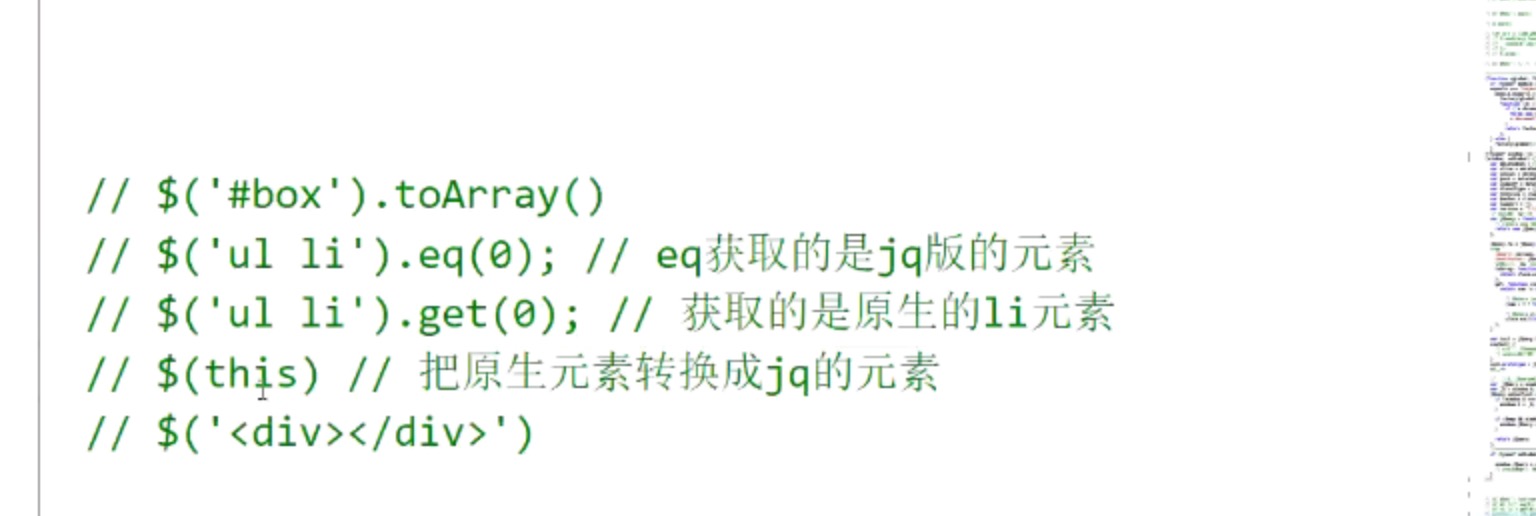 // $('#box').toArray()
// $('ul li').eq(0); // eq获取的是jq版的元素
// $('ul li').get(0); // 获取的是原生的li元素
// $(this) // 把原生元素转换成jq的元素
// $('<div></div>')